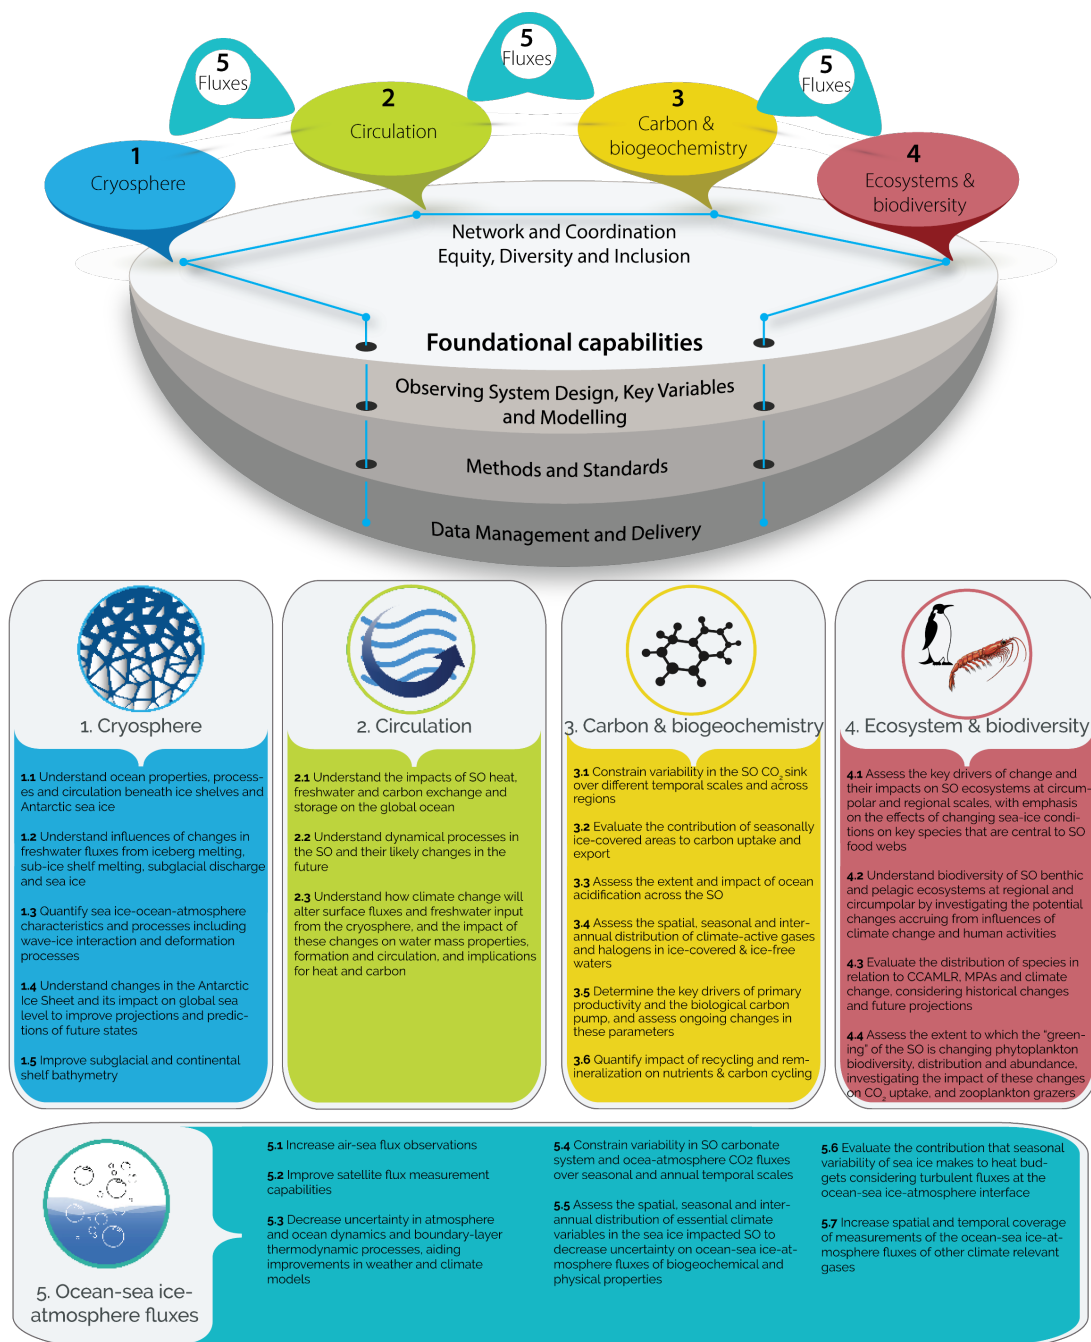 5
Fluxes
5
Fluxes
5
Fluxes
1
Cryosphere
2
Circulation
3
Carbon &
biogeochemistry
4
Ecosystems &
biodiversity
Network and Coordination
Equity, Diversity and Inclusion
Foundational capabilities
Observing System Design, Key Variables
and Modelling
Methods and Standards
Data Management and Delivery
1. Cryosphere
1.1 Understand ocean properties, process-
es and circulation beneath ice shelves and
Antarctic sea ice
1.2 Understand influences of changes in
freshwater fluxes from iceberg melting,
sub-ice shelf melting, subglacial discharge
and sea ice
1.3 Quantify sea ice-ocean-atmosphere
characteristics and processes including
wave-ice interaction and deformation
processes
1.4 Understand changes in the Antarctic
Ice Sheet and its impact on global sea
level to improve projections and predic-
tions of future states
1.5 Improve subglacial and continental
shelf bathymetry
2. Circulation
2.1 Understand the impacts of SO heat,
freshwater and carbon exchange and
storage on the global ocean
2.2 Understand dynamical processes in
the SO and their likely changes in the
future
2.3 Understand how climate change will
alter surface fluxes and freshwater input
from the cryosphere, and the impact of
these changes on water mass properties,
formation and circulation, and implications
for heat and carbon
3. Carbon & biogeochemistry
3.1 Constrain variability in the SO CO₂ sink
over different temporal scales and across
regions
3.2 Evaluate the contribution of seasonally
ice-covered areas to carbon uptake and
export
3.3 Assess the extent and impact of ocean
acidification across the SO
3.4 Assess the spatial, seasonal and inter-
annual distribution of climate-active gases
and halogens in ice-covered & ice-free
waters
3.5 Determine the key drivers of primary
productivity and the biological carbon
pump, and assess ongoing changes in
these parameters
3.6 Quantify impact of recycling and rem-
ineralization on nutrients & carbon cycling
4. Ecosystem & biodiversity
4.1 Assess the key drivers of change and
their impacts on SO ecosystems at circum-
polar and regional scales, with emphasis
on the effects of changing sea-ice condi-
tions on key species that are central to SO
food webs
4.2 Understand biodiversity of SO benthic
and pelagic ecosystems at regional and
circumpolar by investigating the potential
changes accruing from influences of
climate change and human activities
4.3 Evaluate the distribution of species in
relation to CCAMLR, MPAs and climate
change, considering historical changes
and future projections
4.4 Assess the extent to which the "green-
ing" of the SO is changing phytoplankton
biodiversity, distribution and abundance,
investigating the impact of these changes
on CO₂ uptake, and zooplankton grazers
5. Ocean-sea ice-
atmosphere fluxes
5.1 Increase air-sea flux observations
5.2 Improve satellite flux measurement
capabilities
5.3 Decrease uncertainty in atmosphere
and ocean dynamics and boundary-layer
thermodynamic processes, aiding
improvements in weather and climate
models
5.4 Constrain variability in SO carbonate
system and ocea-atmosphere CO2 fluxes
over seasonal and annual temporal scales
5.5 Assess the spatial, seasonal and inter-
annual distribution of essential climate
variables in the sea ice impacted SO to
decrease uncertainty on ocean-sea ice-at-
mosphere fluxes of biogeochemical and
physical properties
5.6 Evaluate the contribution that seasonal
variability of sea ice makes to heat bud-
gets considering turbulent fluxes at the
ocean-sea ice-atmosphere interface
5.7 Increase spatial and temporal coverage
of measurements of the ocean-sea ice-at-
mosphere fluxes of other climate relevant
gases